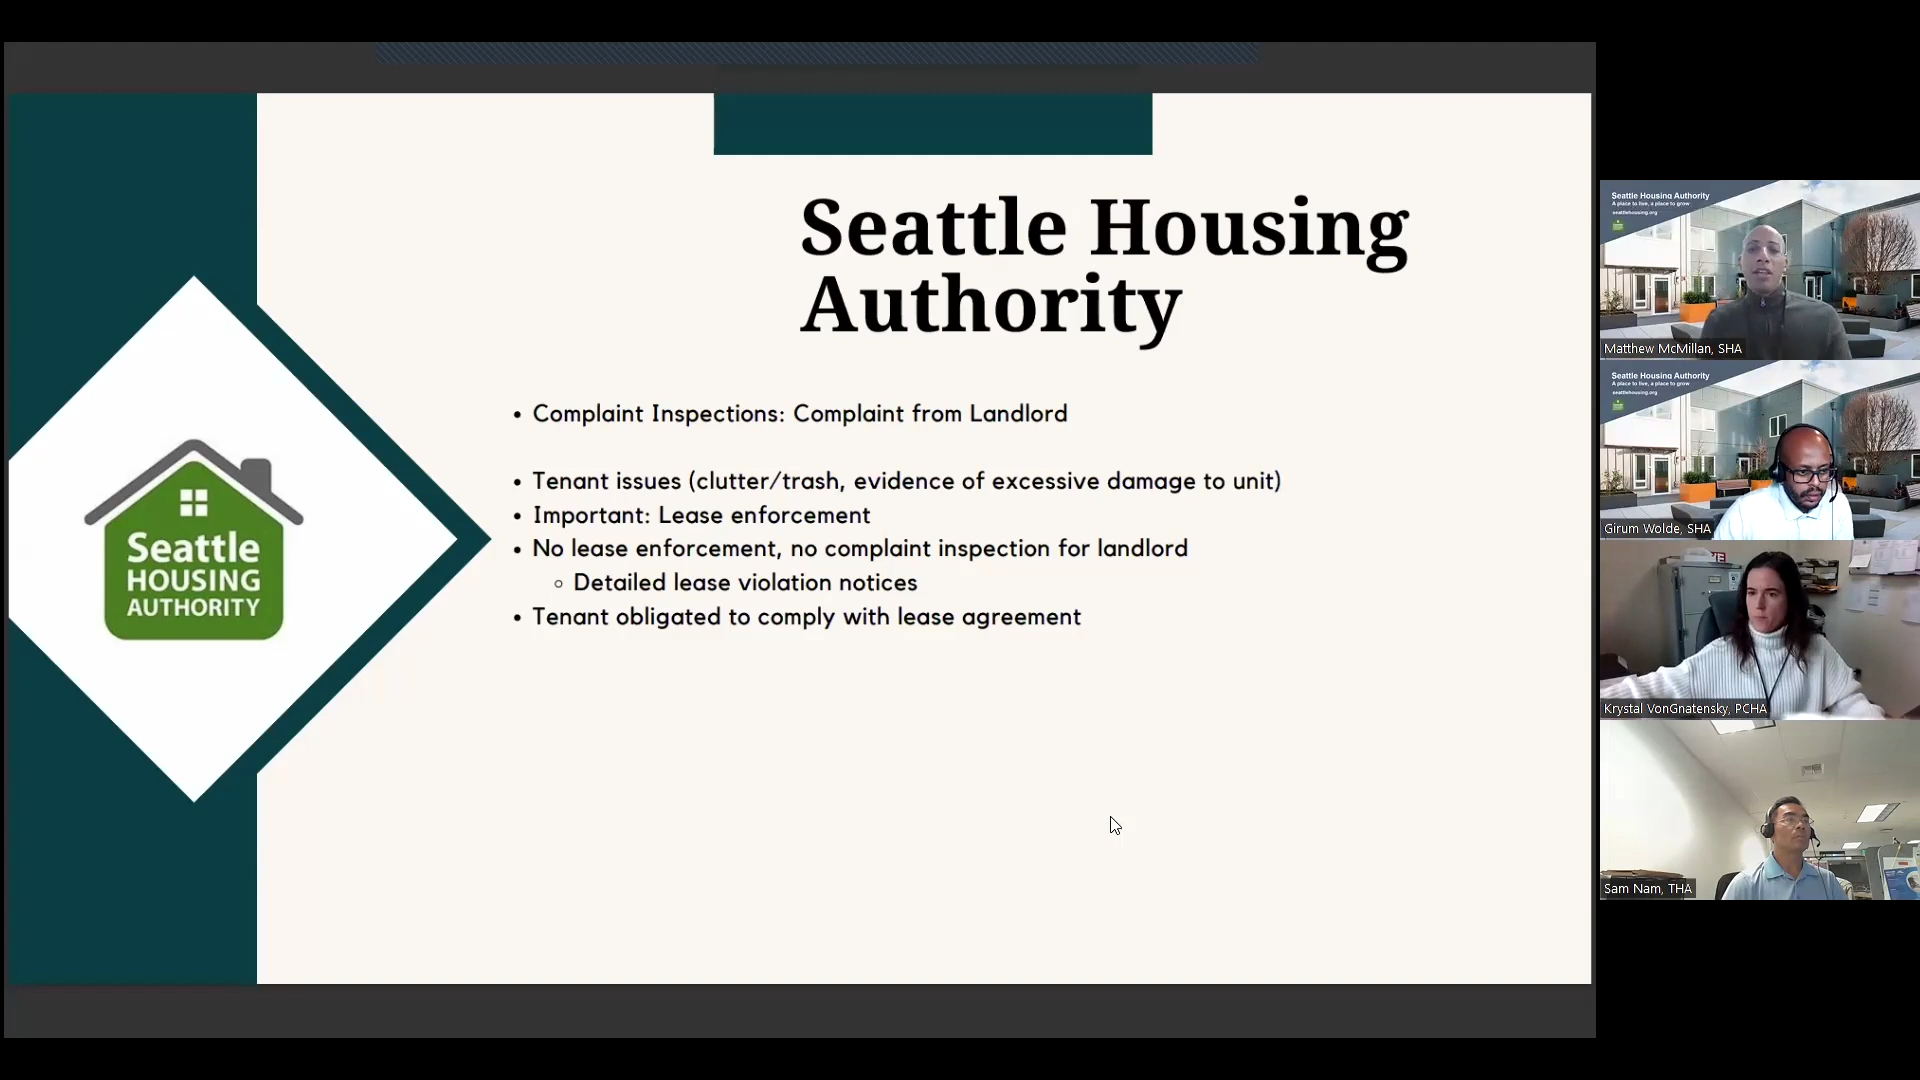 Seattle Housing
Authority
• Complaint Inspections: Complaint from Landlord
• Tenant issues (clutter/trash, evidence of excessive damage to unit)
• Important: Lease enforcement
• No lease enforcement, no complaint inspection for landlord
◦ Detailed lease violation notices
• Tenant obligated to comply with lease agreement
Seattle
HOUSING
AUTHORITY
Seattle Housing Authority
A place to live, a place to grow
seattlehousing.org
Matthew McMillan, SHA
Seattle Housing Authority
A place to live, a place to grow
seattlehousing.org
Girum Wolde, SHA
Krystal VonGnatensky, PCHA
Sam Nam, THA